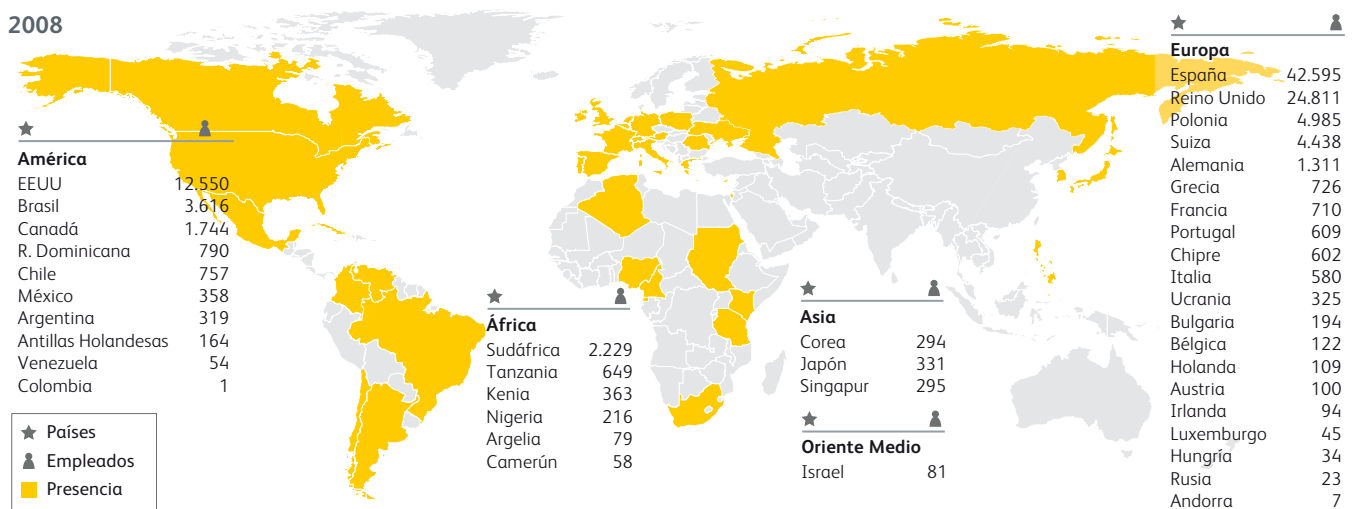 2008
América
EEUU 12.550
Brasil 3.616
Canadá 1.744
R. Dominicana 790
Chile 757
México 358
Argentina 319
Antillas Holandesas 164
Venezuela 54
Colombia 1
Países
Empleados
Presencia
África
Sudáfrica 2.229
Tanzania 649
Kenia 363
Nigeria 216
Argelia 79
Camerún 58
Asia
Corea 294
Japón 331
Singapur 295
Oriente Medio
Israel 81
Europa
España 42.595
Reino Unido 24.811
Polonia 4.985
Suiza 4.438
Alemania 1.311
Grecia 726
Francia 710
Portugal 609
Chipre 602
Italia 580
Ucrania 325
Bulgaria 194
Bélgica 122
Holanda 109
Austria 100
Irlanda 94
Luxemburgo 45
Hungría 34
Rusia 23
Andorra 7